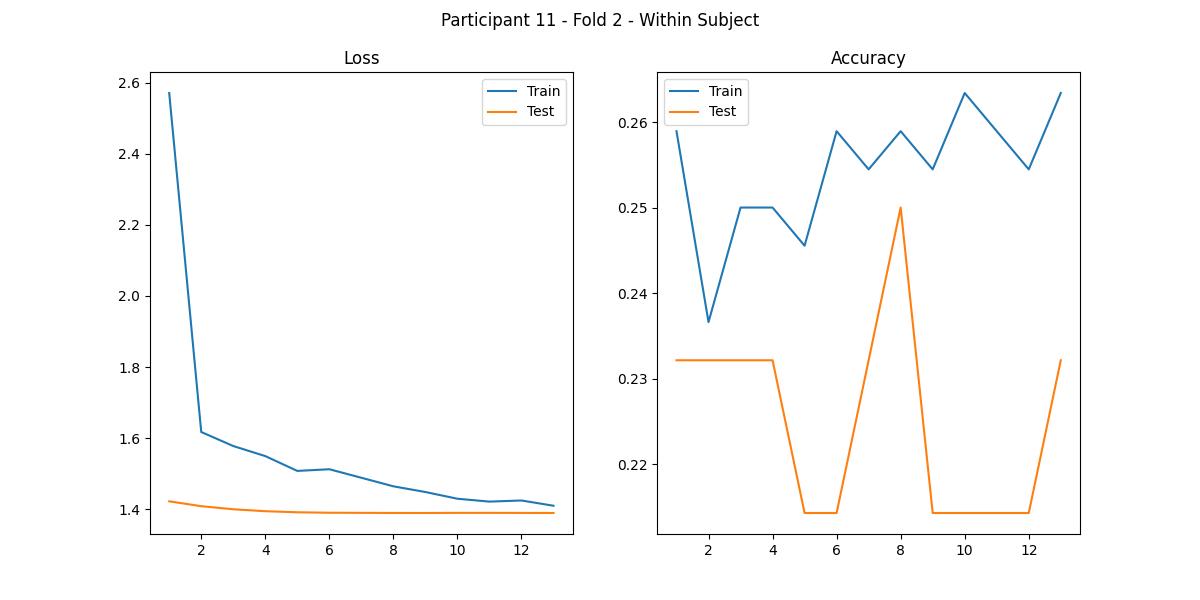 Participant 11 - Fold 2 - Within Subject
Loss
Train
Test
2.6
2.4
2.2
2.0
1.8
1.6
1.4
2 4 6 8 10 12
Accuracy
Train
Test
0.26
0.25
0.24
0.23
0.22
2 4 6 8 10 12